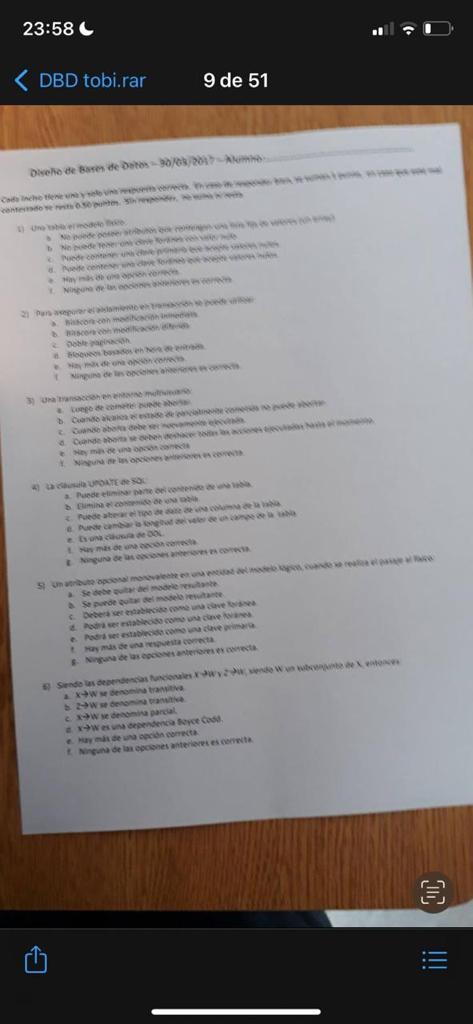 23:58
DBD tobi.rar
9 de 51
Diseño de Bases de Datos - 30/03/2017 - Alumno:
Cada inciso tiene una y solo una respuesta correcta. En caso de responder bien, se suman 1 punto, en caso que este mal
contestado se resta 0.50 puntos. Sin responder, no suma ni resta
1) Una tabla el modelo físico
a. No puede poseer atributos que contengan una lista fija de valores (un array)
b. No puede tener una clave foránea con valor nulo
c. Puede contener una clave primaria que acepte valores nulos
d. Puede contener una clave foránea que acepte valores nulos
e. Hay más de una opción correcta
f. Ninguna de las opciones anteriores es correcta
2) Para asegurar el aislamiento en transacción se puede utilizar
a. Bitácora con modificación inmediata
b. Bitácora con modificación diferida
c. Doble paginación
d. Bloqueos basados en hora de entrada
e. Hay más de una opción correcta
f. Ninguna de las opciones anteriores es correcta
3) Una transacción en entorno multiusuario
a. Luego de cometer puede abortar
b. Cuando alcanza el estado de parcialmente cometida no puede abortar
c. Cuando aborta debe ser nuevamente ejecutada
d. Cuando aborta se deben deshacer todas las acciones ejecutadas hasta el momento
e. Hay más de una opción correcta
f. Ninguna de las opciones anteriores es correcta
4) La cláusula UPDATE de SQL
a. Puede eliminar parte del contenido de una tabla
b. Elimina el contenido de una tabla
c. Puede alterar el tipo de dato de una columna de la tabla
d. Puede cambiar la longitud del valor de un campo de la tabla
e. Es una cláusula de DDL
f. Hay más de una opción correcta
g. Ninguna de las opciones anteriores es correcta.
5) Un atributo opcional monovalente en una entidad del modelo lógico, cuando se realiza el pasaje al físico
a. Se debe quitar del modelo resultante
b. Se puede quitar del modelo resultante
c. Deberá ser establecido como una clave foránea
d. Podrá ser establecido como una clave foránea
e. Podrá ser establecido como una clave primaria
f. Hay más de una respuesta correcta
g. Ninguna de las opciones anteriores es correcta.
6) Siendo las dependencias funcionales X→W y Z→W, siendo W un subconjunto de X, entonces
a. X→W se denomina transitiva
b. Z→W se denomina transitiva
c. X→W se denomina parcial
d. X→W es una dependencia Boyce Codd.
e. Hay más de una opción correcta
f. Ninguna de las opciones anteriores es correcta.